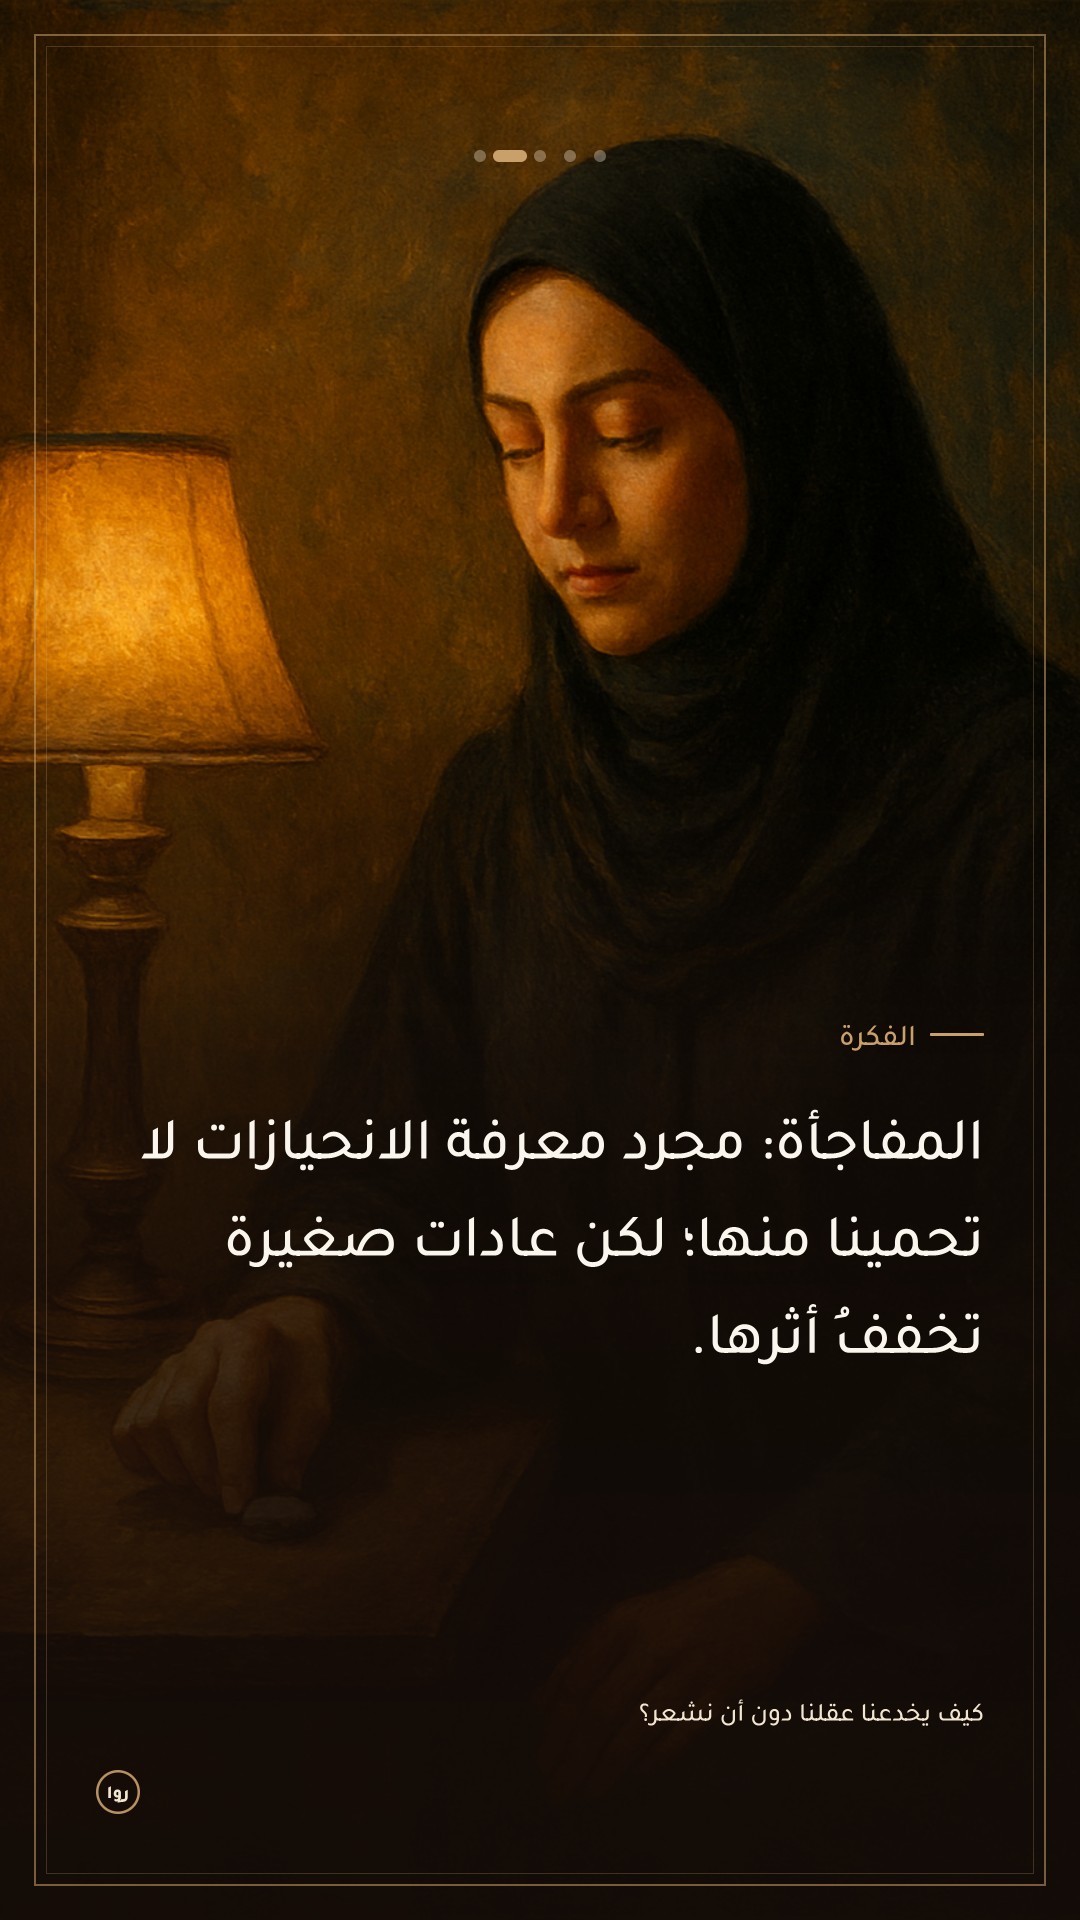 الفكرة
المفاجأة: مجرد معرفة الانحيازات لا
تحمينا منها؛ لكن عادات صغيرة
تخففُ أثرها.
كيف يخدعنا عقلنا دون أن نشعر؟
روا